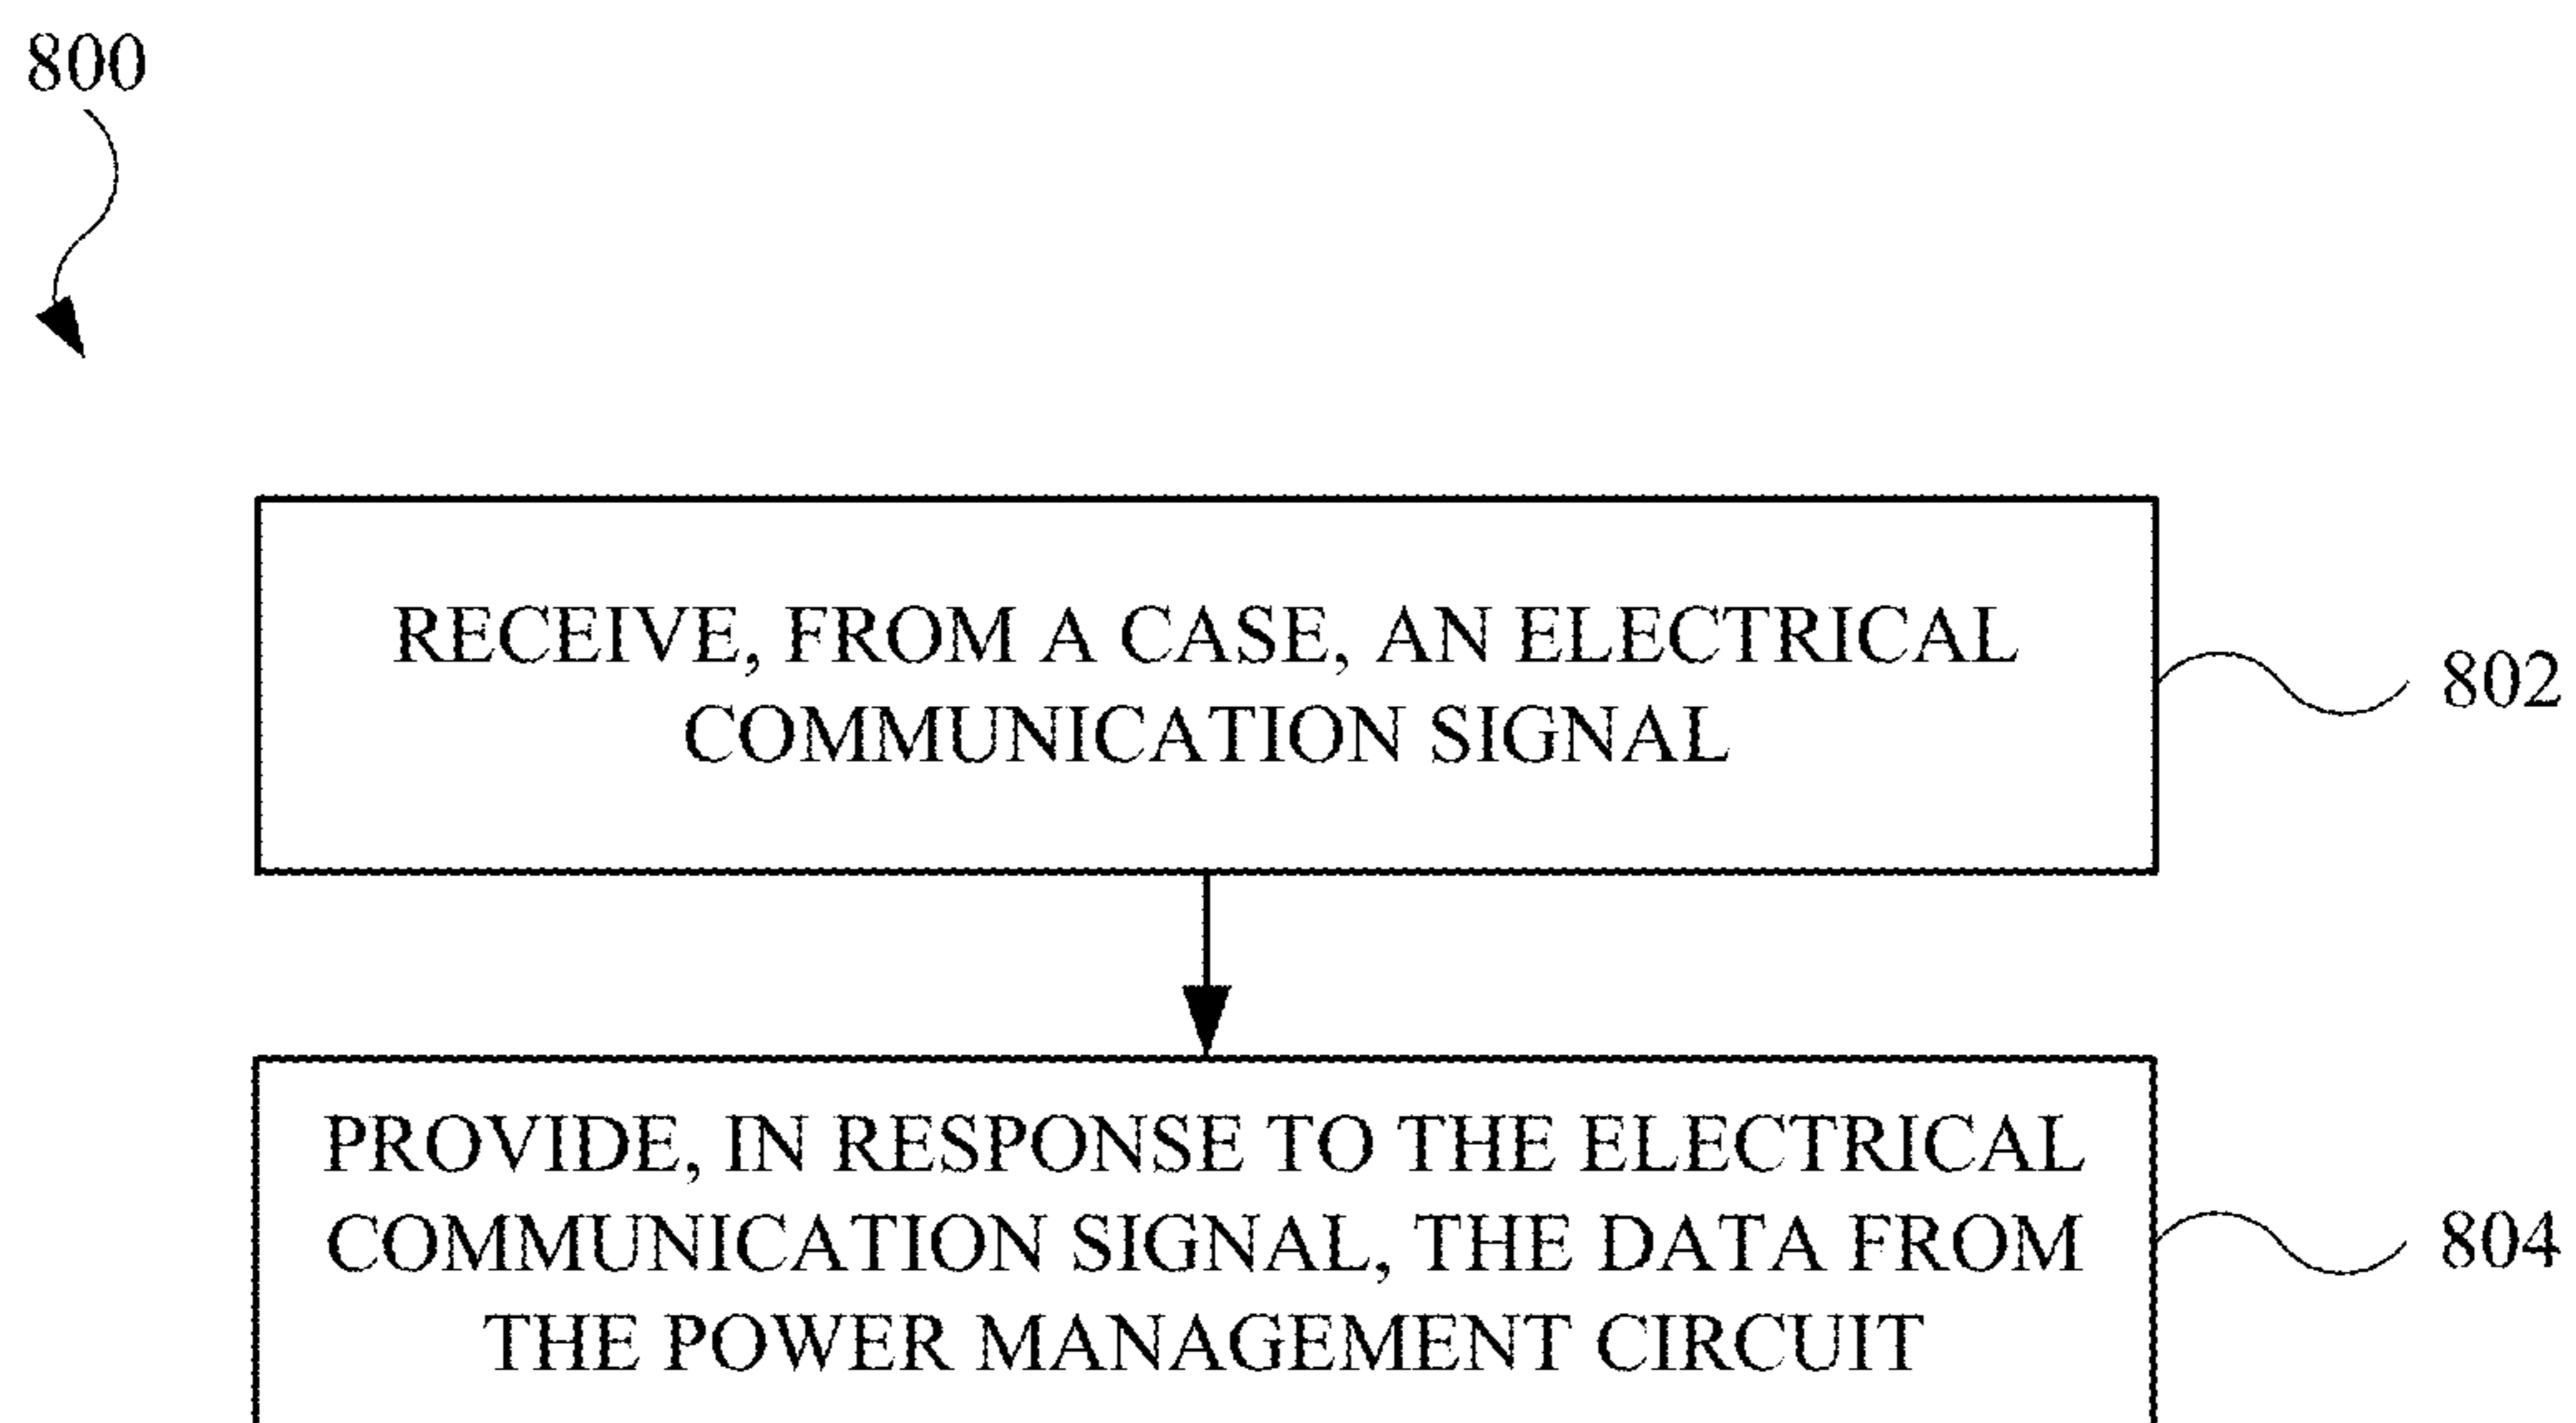 800
RECEIVE, FROM A CASE, AN ELECTRICAL
COMMUNICATION SIGNAL
802
PROVIDE, IN RESPONSE TO THE ELECTRICAL
COMMUNICATION SIGNAL, THE DATA FROM
THE POWER MANAGEMENT CIRCUIT
804